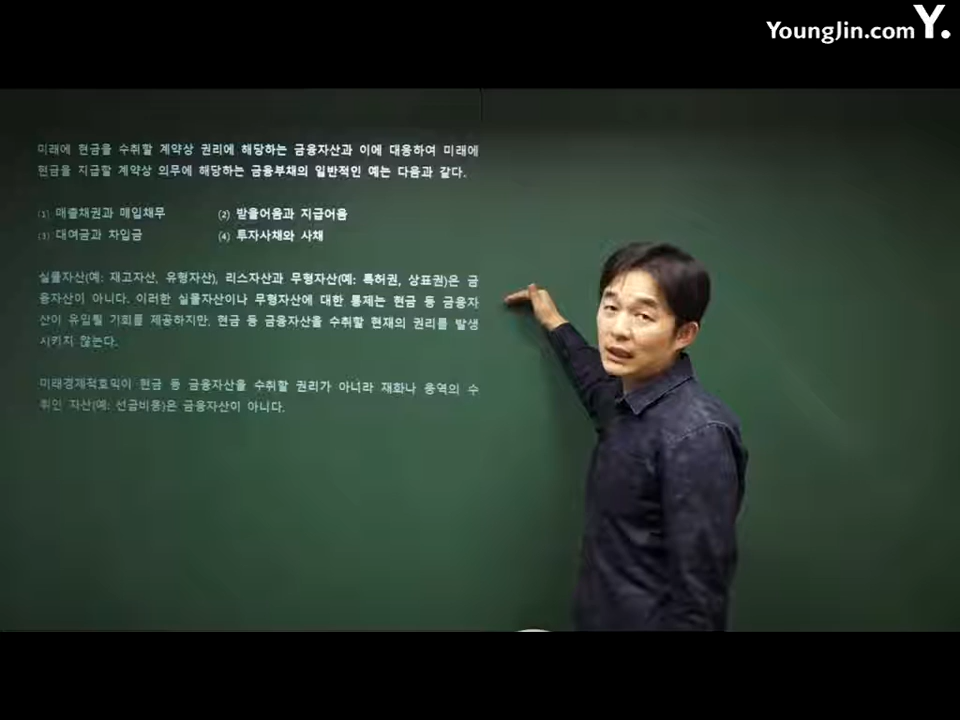 YoungJin.com Y.
미래에 현금을 수취할 계약상 권리에 해당하는 금융자산과 이에 대응하여 미래에
현금을 지급할 계약상 의무에 해당하는 금융부채의 일반적인 예는 다음과 같다.
(1) 매출채권과 매입채무 (2) 받을어음과 지급어음
(3) 대여금과 차입금 (4) 투자사채와 사채
실물자산(예: 재고자산, 유형자산), 리스자산과 무형자산(예: 특허권, 상표권)은 금
융자산이 아니다. 이러한 실물자산이나 무형자산에 대한 통제는 현금 등 금융자
산이 유입될 기회를 제공하지만, 현금 등 금융자산을 수취할 현재의 권리를 발생
시키지 않는다.
미래경제적효익이 현금 등 금융자산을 수취할 권리가 아니라 재화나 용역의 수
취인 자산(예: 선급비용)은 금융자산이 아니다.